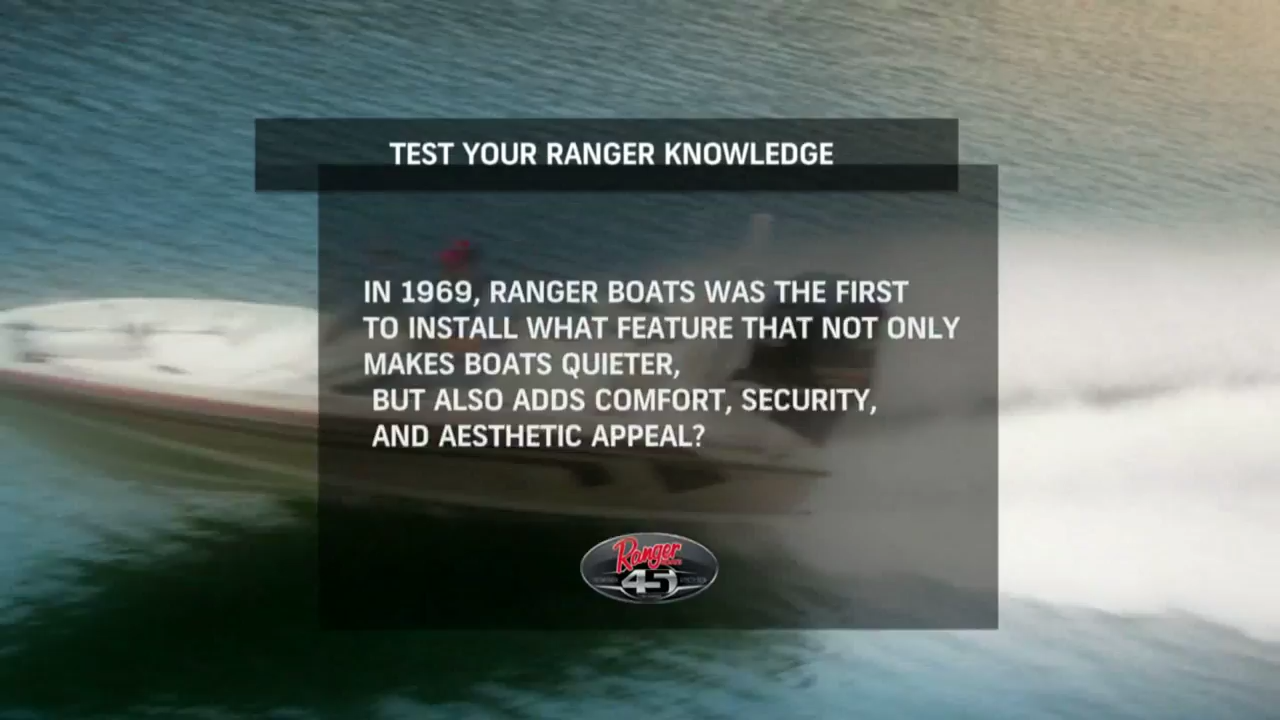 TEST YOUR RANGER KNOWLEDGE
IN 1969, RANGER BOATS WAS THE FIRST
TO INSTALL WHAT FEATURE THAT NOT ONLY
MAKES BOATS QUIETER,
BUT ALSO ADDS COMFORT, SECURITY,
AND AESTHETIC APPEAL?
Ranger
45